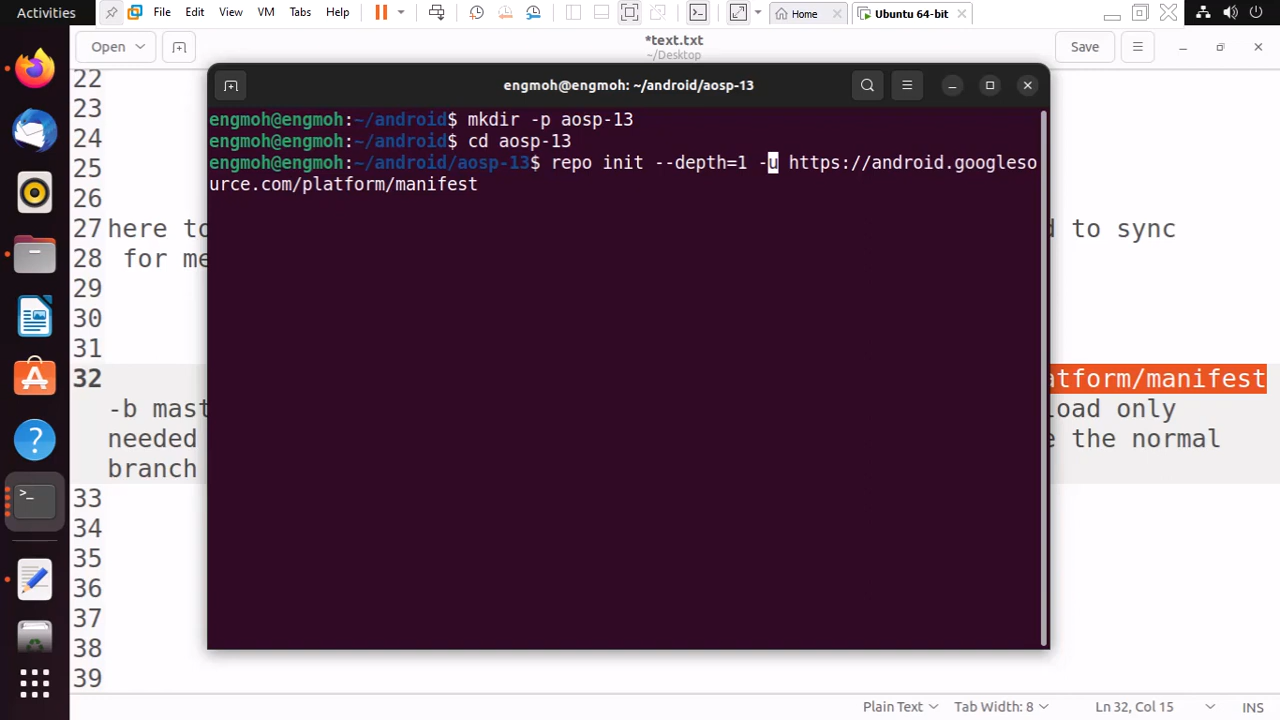 Activities
File Edit View VM Tabs Help
Home
Ubuntu 64-bit
Open
*text.txt
~/Desktop
Save
engmoh@engmoh: ~/android/aosp-13
engmoh@engmoh:~/android$ mkdir -p aosp-13
engmoh@engmoh:~/android$ cd aosp-13
engmoh@engmoh:~/android/aosp-13$ repo init --depth=1 -u https://android.googleso
urce.com/platform/manifest
22
23
24
25
26
27 here to d to sync
28 for me
29
30
31
32 atform/manifest
-b mast oad only
needed e the normal
branch
33
34
35
36
37
38
39
Plain Text Tab Width: 8 Ln 32, Col 15 INS